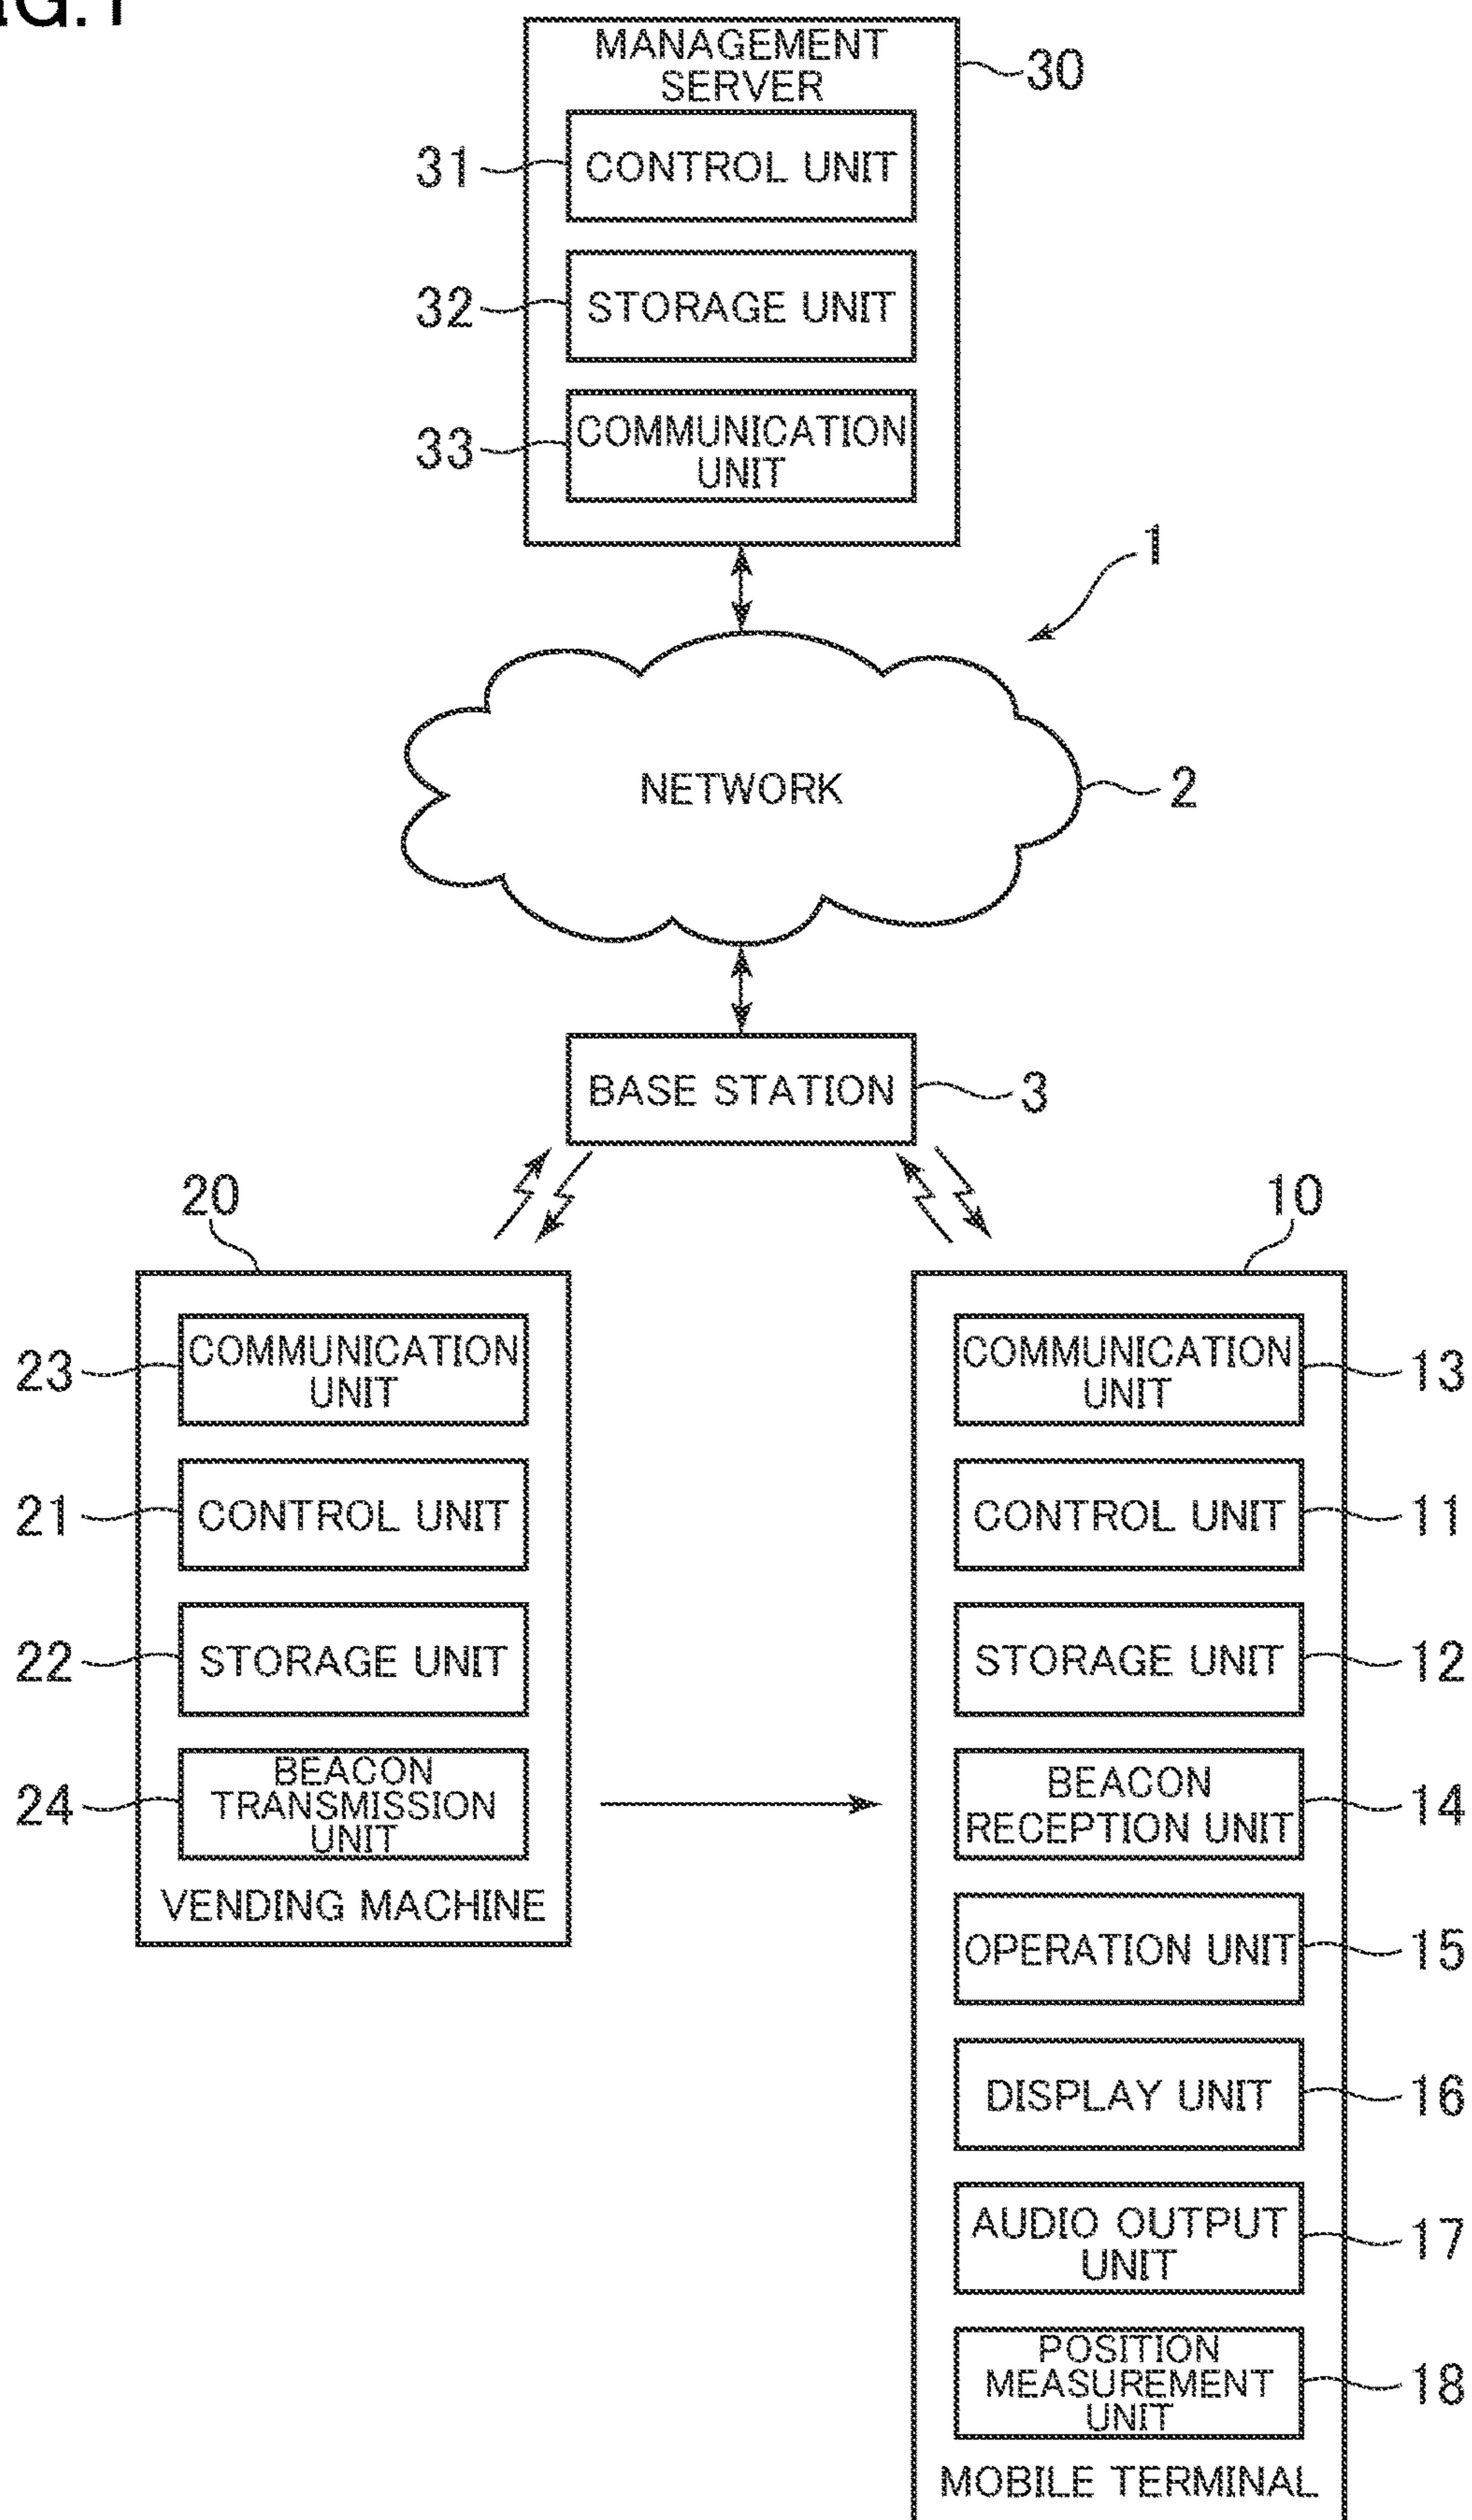 MANAGEMENT
SERVER
30
31
CONTROL UNIT
32
STORAGE UNIT
33
COMMUNICATION
UNIT
1
NETWORK
2
BASE STATION
3
20
23
COMMUNICATION
UNIT
21
CONTROL UNIT
22
STORAGE UNIT
24
BEACON
TRANSMISSION
UNIT
VENDING MACHINE
10
COMMUNICATION
UNIT
13
CONTROL UNIT
11
STORAGE UNIT
12
BEACON
RECEPTION UNIT
14
OPERATION UNIT
15
DISPLAY UNIT
16
AUDIO OUTPUT
UNIT
17
POSITION
MEASUREMENT
UNIT
18
MOBILE TERMINAL